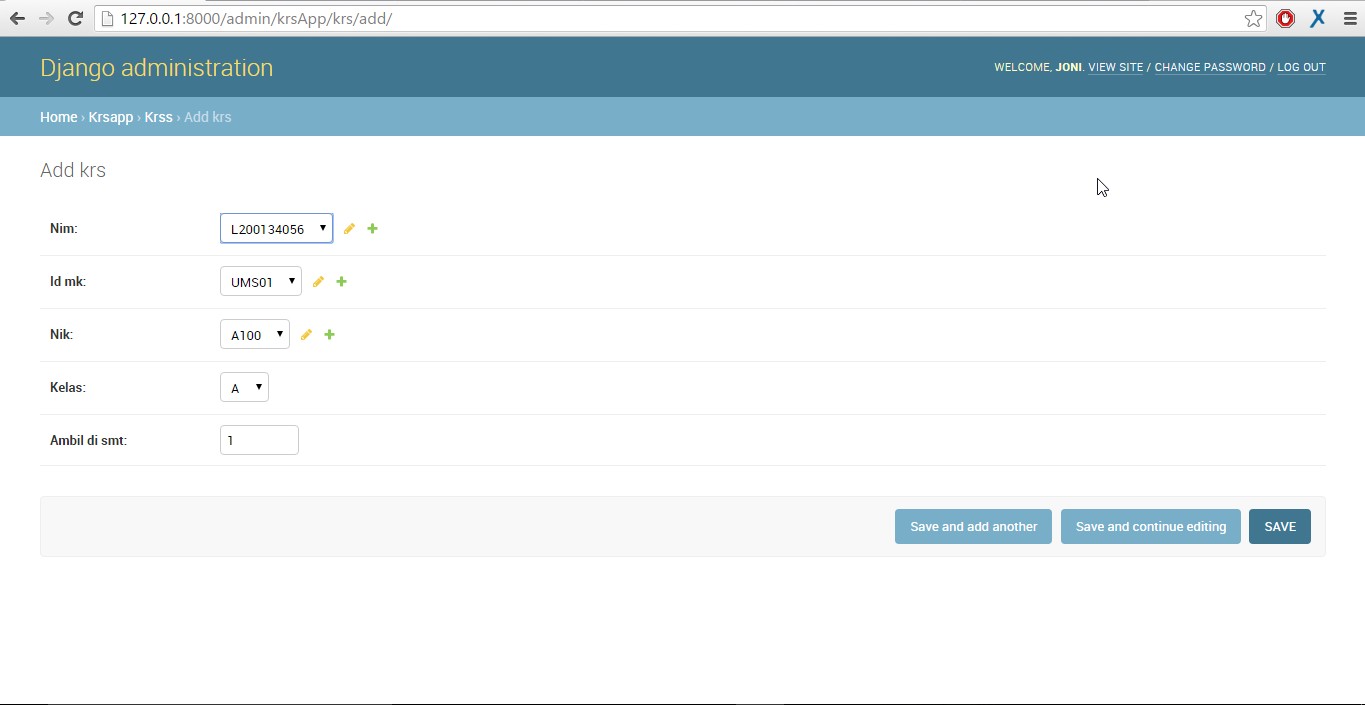 127.0.0.1:8000/admin/krsApp/krs/add/
Django administration
WELCOME, JONI. VIEW SITE / CHANGE PASSWORD / LOG OUT
Home › Krsapp › Krss › Add krs
Add krs
Nim: L200134056
Id mk: UMS01
Nik: A100
Kelas: A
Ambil di smt: 1
Save and add another Save and continue editing SAVE